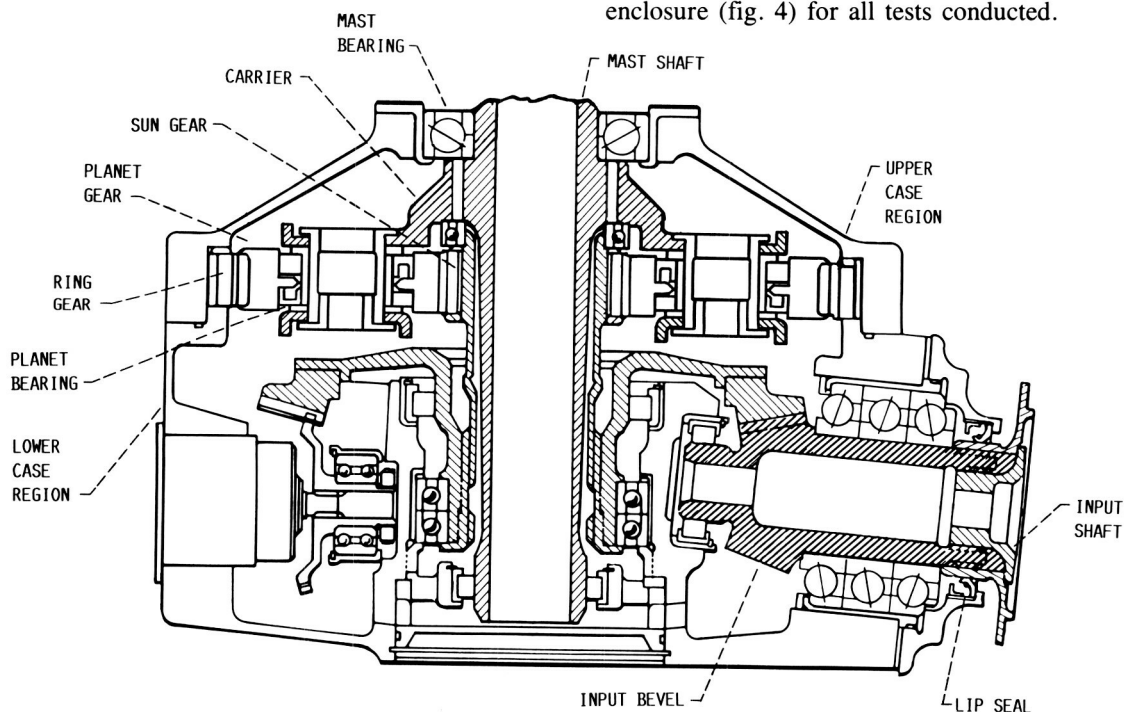 enclosure (fig. 4) for all tests conducted.
MAST
BEARING
MAST SHAFT
CARRIER
SUN GEAR
PLANET
GEAR
UPPER
CASE
REGION
RING
GEAR
PLANET
BEARING
LOWER
CASE
REGION
INPUT
SHAFT
INPUT BEVEL
LIP SEAL